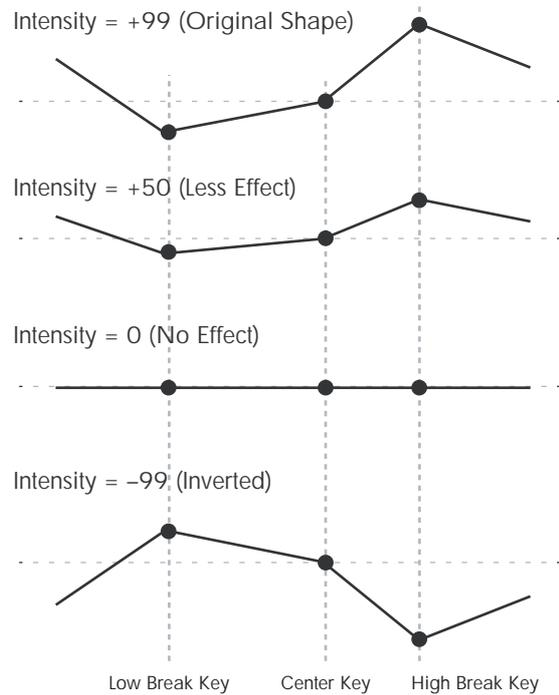 Intensity = +99 (Original Shape)
Intensity = +50 (Less Effect)
Intensity = 0 (No Effect)
Intensity = –99 (Inverted)
Low Break Key Center Key High Break Key